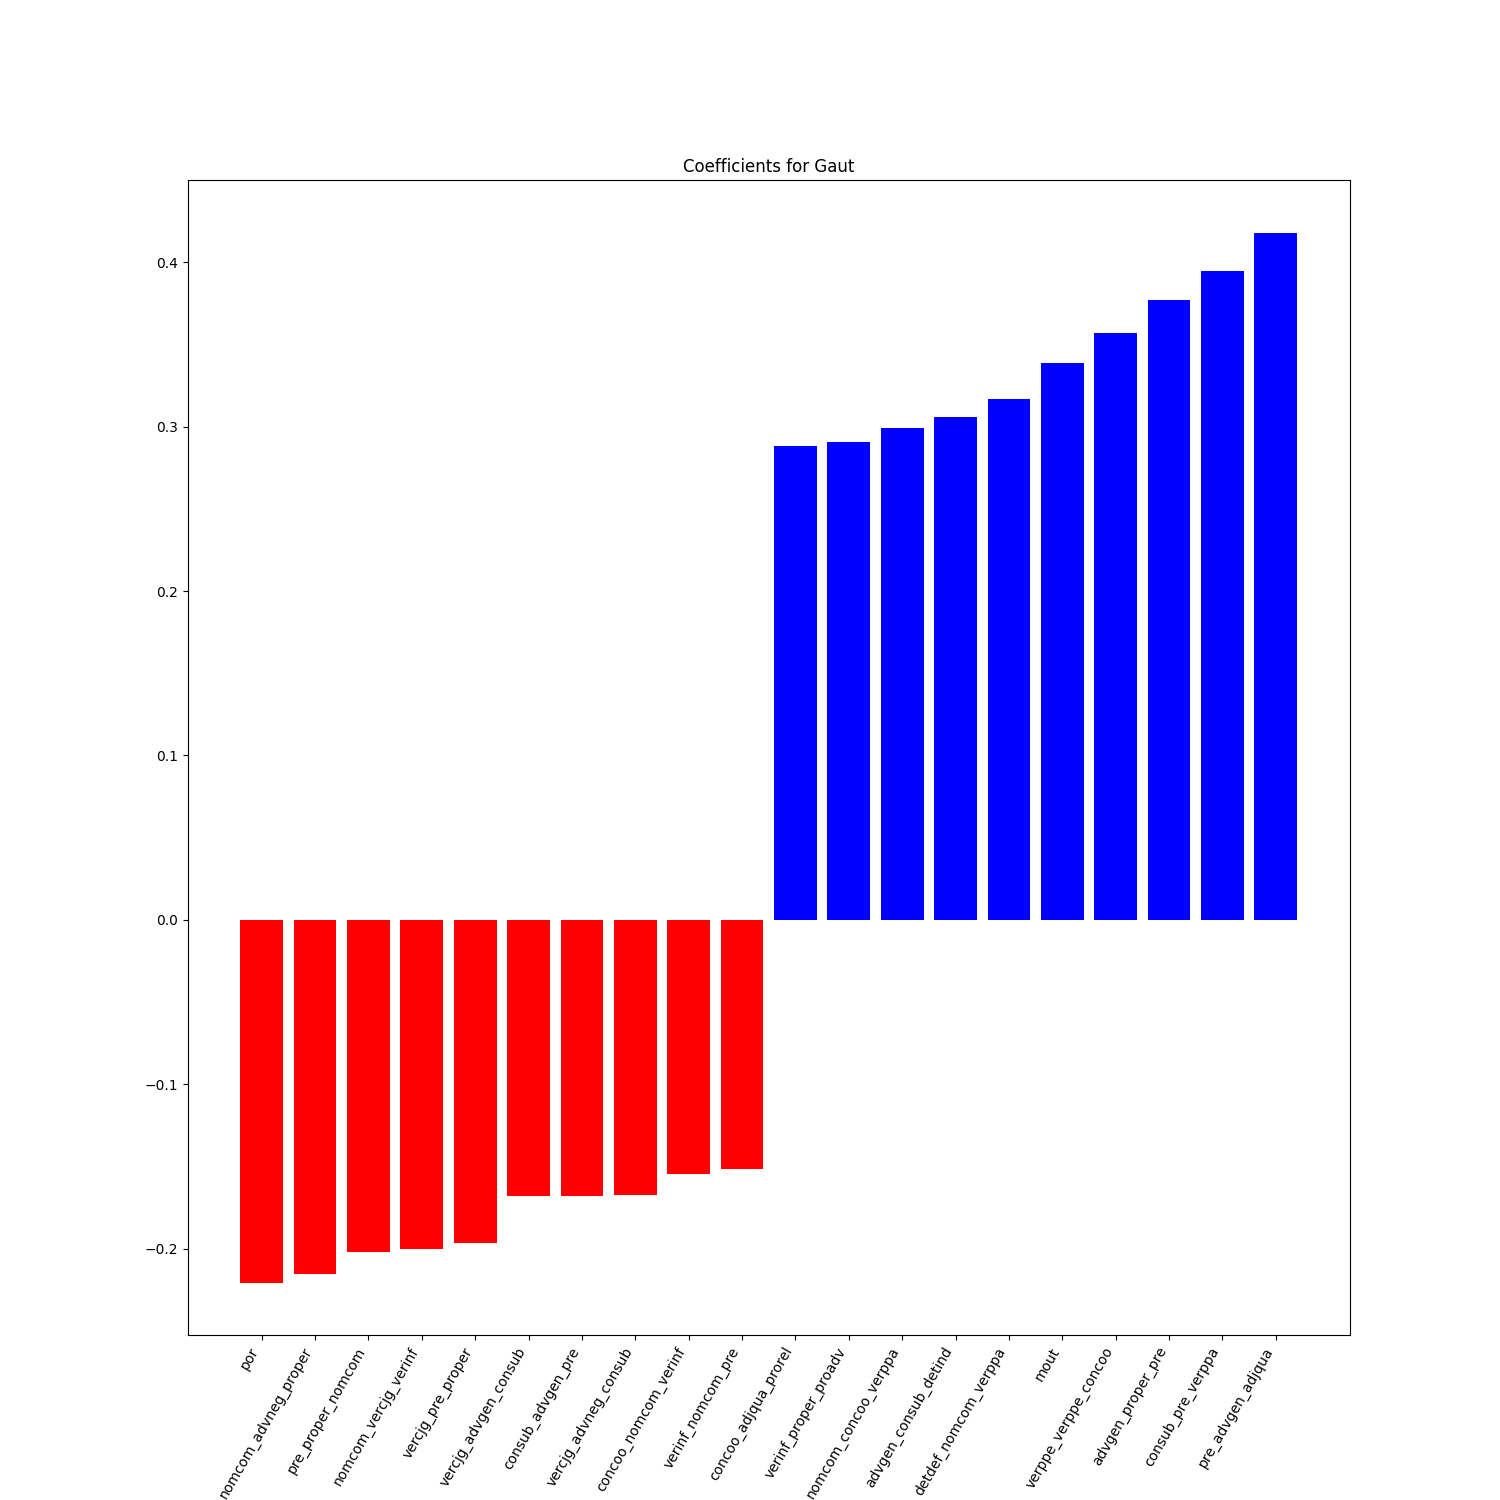 Coefficients for Gaut
0.4
0.3
0.2
0.1
0.0
−0.1
−0.2
por
nomcom_advneg_proper
pre_proper_nomcom
nomcom_vercjg_verinf
vercjg_pre_proper
vercjg_advgen_consub
consub_advgen_pre
vercjg_advneg_consub
concoo_nomcom_verinf
verinf_nomcom_pre
concoo_adjqua_prorel
verinf_proper_proadv
nomcom_concoo_verppa
advgen_consub_detind
detdef_nomcom_verppa
mout
verppe_verppe_concoo
advgen_proper_pre
consub_pre_verppa
pre_advgen_adjqua